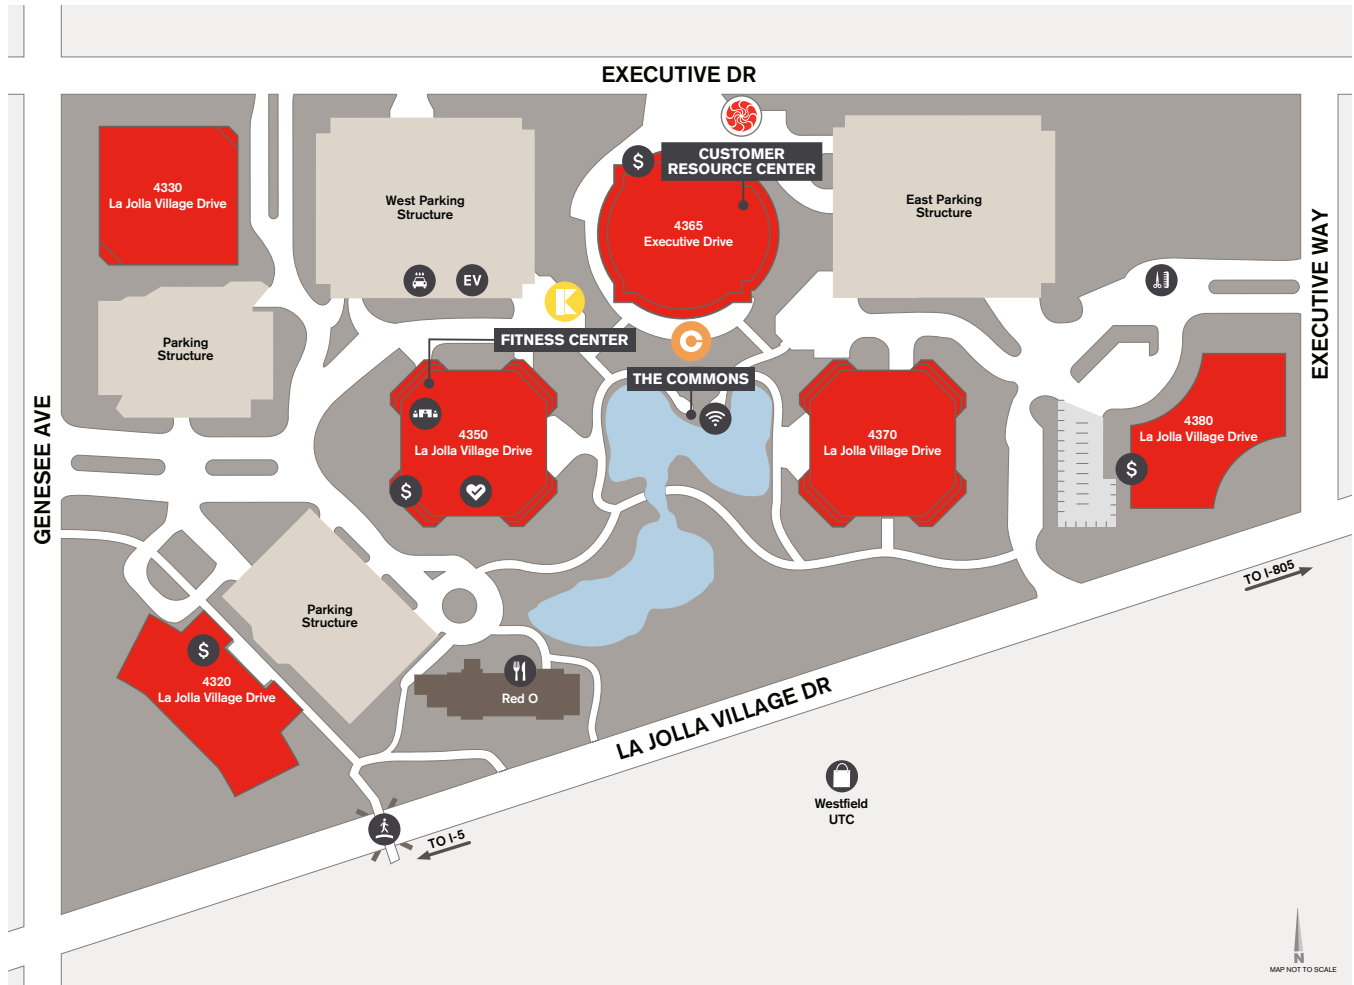 EXECUTIVE DR
CUSTOMER
RESOURCE CENTER
$
4330
La Jolla Village Drive
West Parking
Structure
4365
Executive Drive
East Parking
Structure
EV
K
EXECUTIVE WAY
FITNESS CENTER
C
Parking
Structure
THE COMMONS
GENESEE AVE
4350
La Jolla Village Drive
4370
La Jolla Village Drive
4380
La Jolla Village Drive
$
$
TO I-805
Parking
Structure
$
4320
La Jolla Village Drive
Red O
LA JOLLA VILLAGE DR
Westfield
UTC
TO I-5
N
MAP NOT TO SCALE